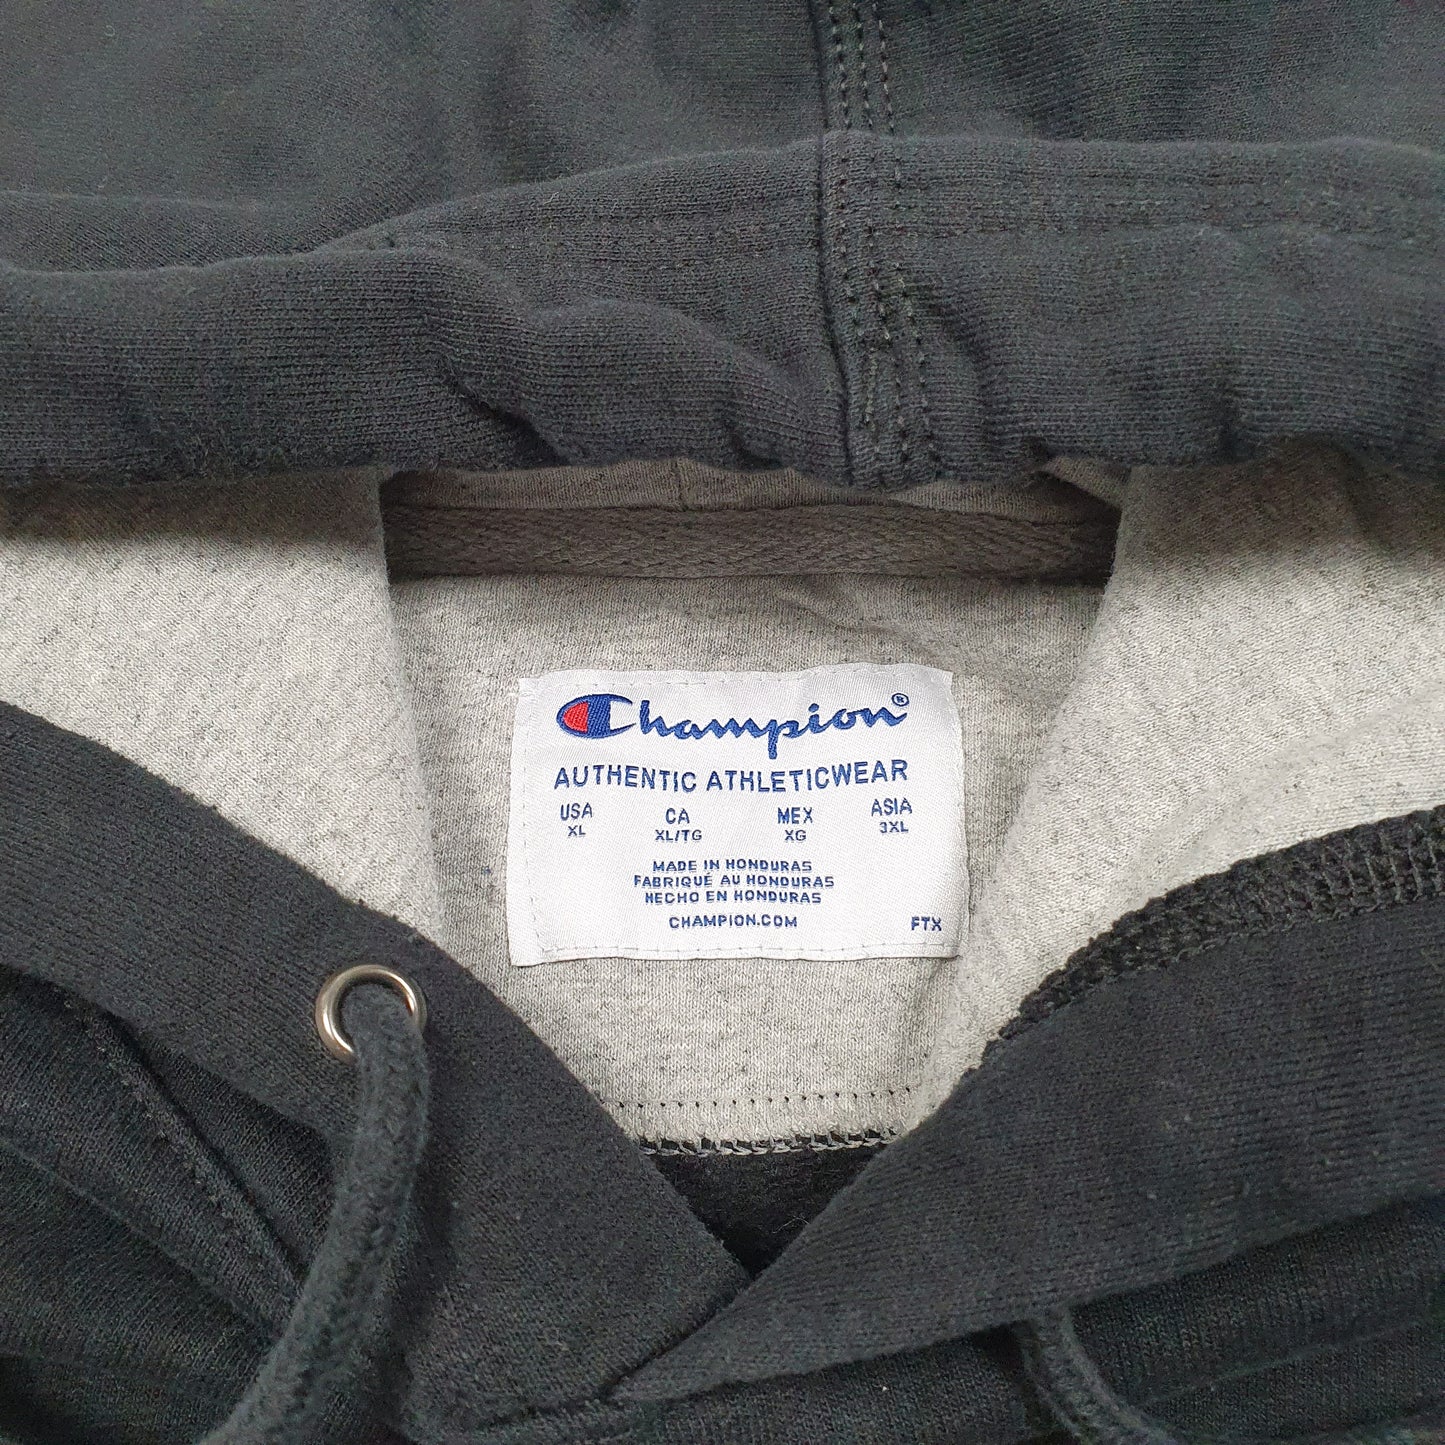 Champion®
AUTHENTIC ATHLETICWEAR
USA CA MEX ASIA
XL XL/TG XG 3XL
MADE IN HONDURAS
FABRIQUÉ AU HONDURAS
HECHO EN HONDURAS
CHAMPION.COM FTX